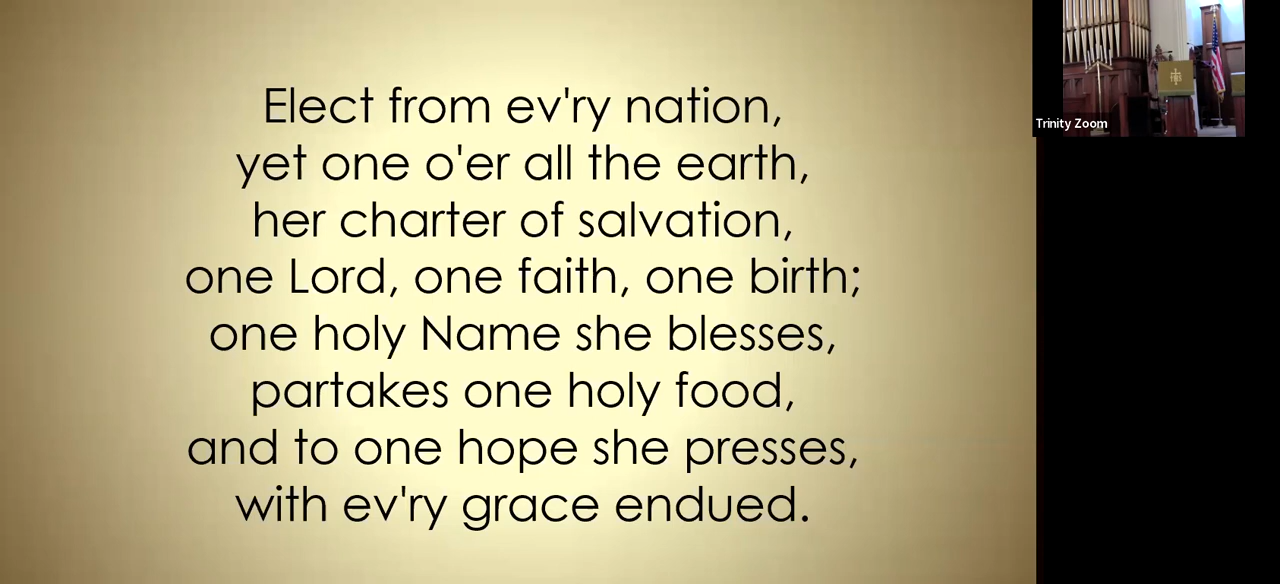 Elect from ev'ry nation,
yet one o'er all the earth,
her charter of salvation,
one Lord, one faith, one birth;
one holy Name she blesses,
partakes one holy food,
and to one hope she presses,
with ev'ry grace endued.
Trinity Zoom